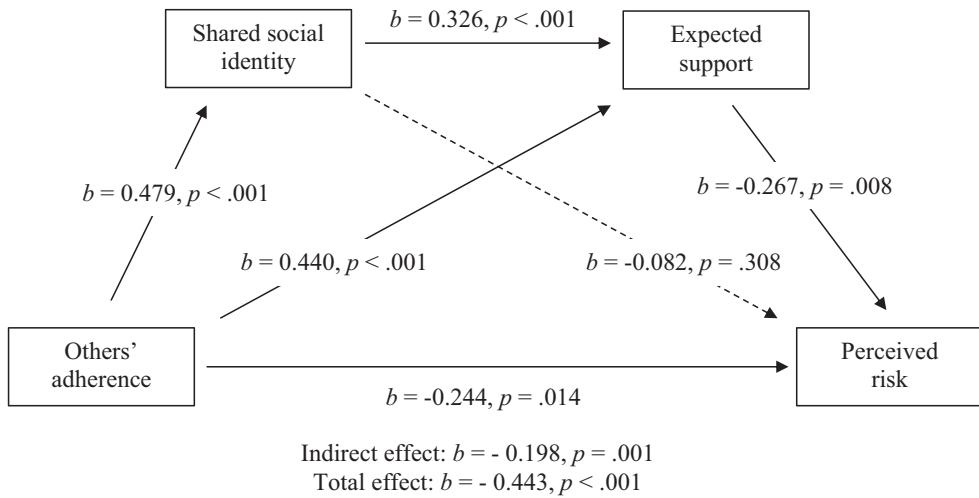 b = 0.326, p < .001
Shared social
identity
Expected
support
b = 0.479, p < .001
b = -0.267, p = .008
b = 0.440, p < .001
b = -0.082, p = .308
Others’
adherence
Perceived
risk
b = -0.244, p = .014
Indirect effect: b = - 0.198, p = .001
Total effect: b = - 0.443, p < .001